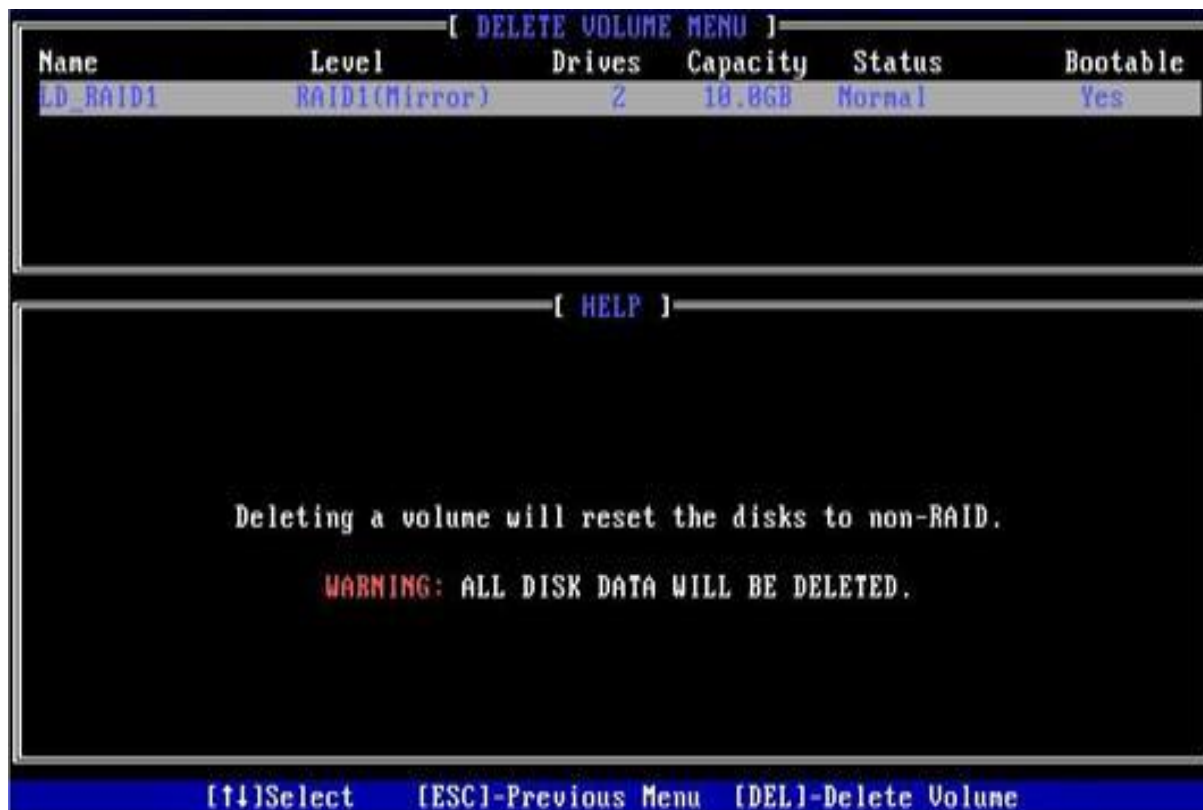 [ DELETE VOLUME MENU ]
Name Level Drives Capacity Status Bootable
LD_RAID1 RAID1(Mirror) 2 10.0GB Normal Yes
[ HELP ]
Deleting a volume will reset the disks to non-RAID.
WARNING: ALL DISK DATA WILL BE DELETED.
[↑↓]Select [ESC]-Previous Menu [DEL]-Delete Volume